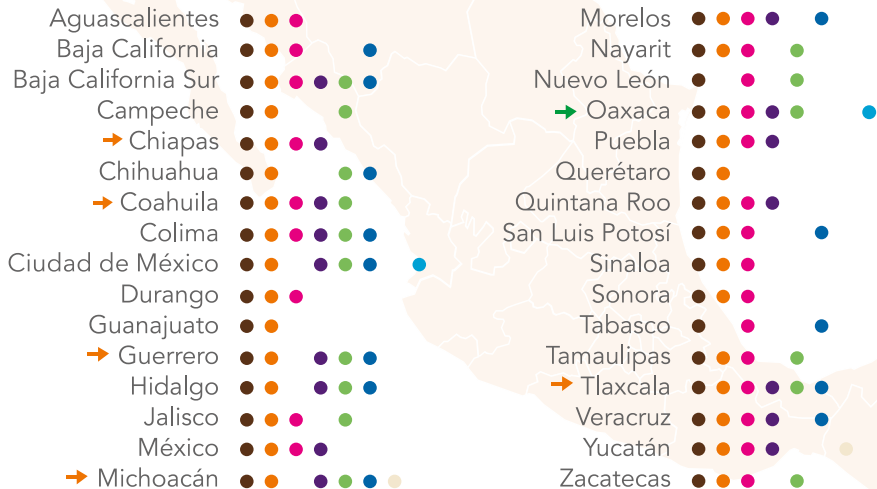 Aguascalientes
Baja California
Baja California Sur
Campeche
Chiapas
Chihuahua
Coahuila
Colima
Ciudad de México
Durango
Guanajuato
Guerrero
Hidalgo
Jalisco
México
Michoacán
Morelos
Nayarit
Nuevo León
Oaxaca
Puebla
Querétaro
Quintana Roo
San Luis Potosí
Sinaloa
Sonora
Tabasco
Tamaulipas
Tlaxcala
Veracruz
Yucatán
Zacatecas